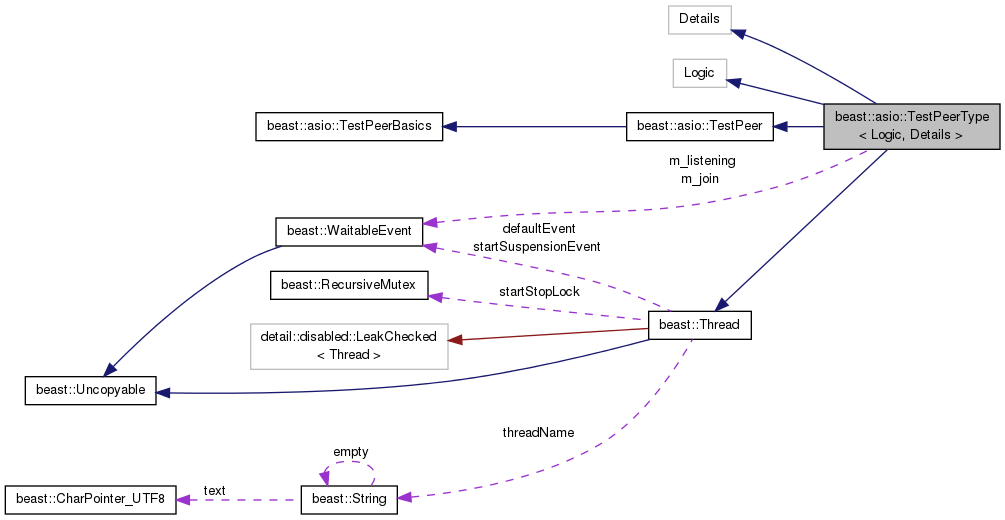 Details
Logic
beast::asio::TestPeerType
< Logic, Details >
beast::asio::TestPeerBasics
beast::asio::TestPeer
m_listening
m_join
beast::WaitableEvent
defaultEvent
startSuspensionEvent
beast::RecursiveMutex
startStopLock
beast::Thread
detail::disabled::LeakChecked
< Thread >
beast::Uncopyable
threadName
empty
beast::CharPointer_UTF8
text
beast::String